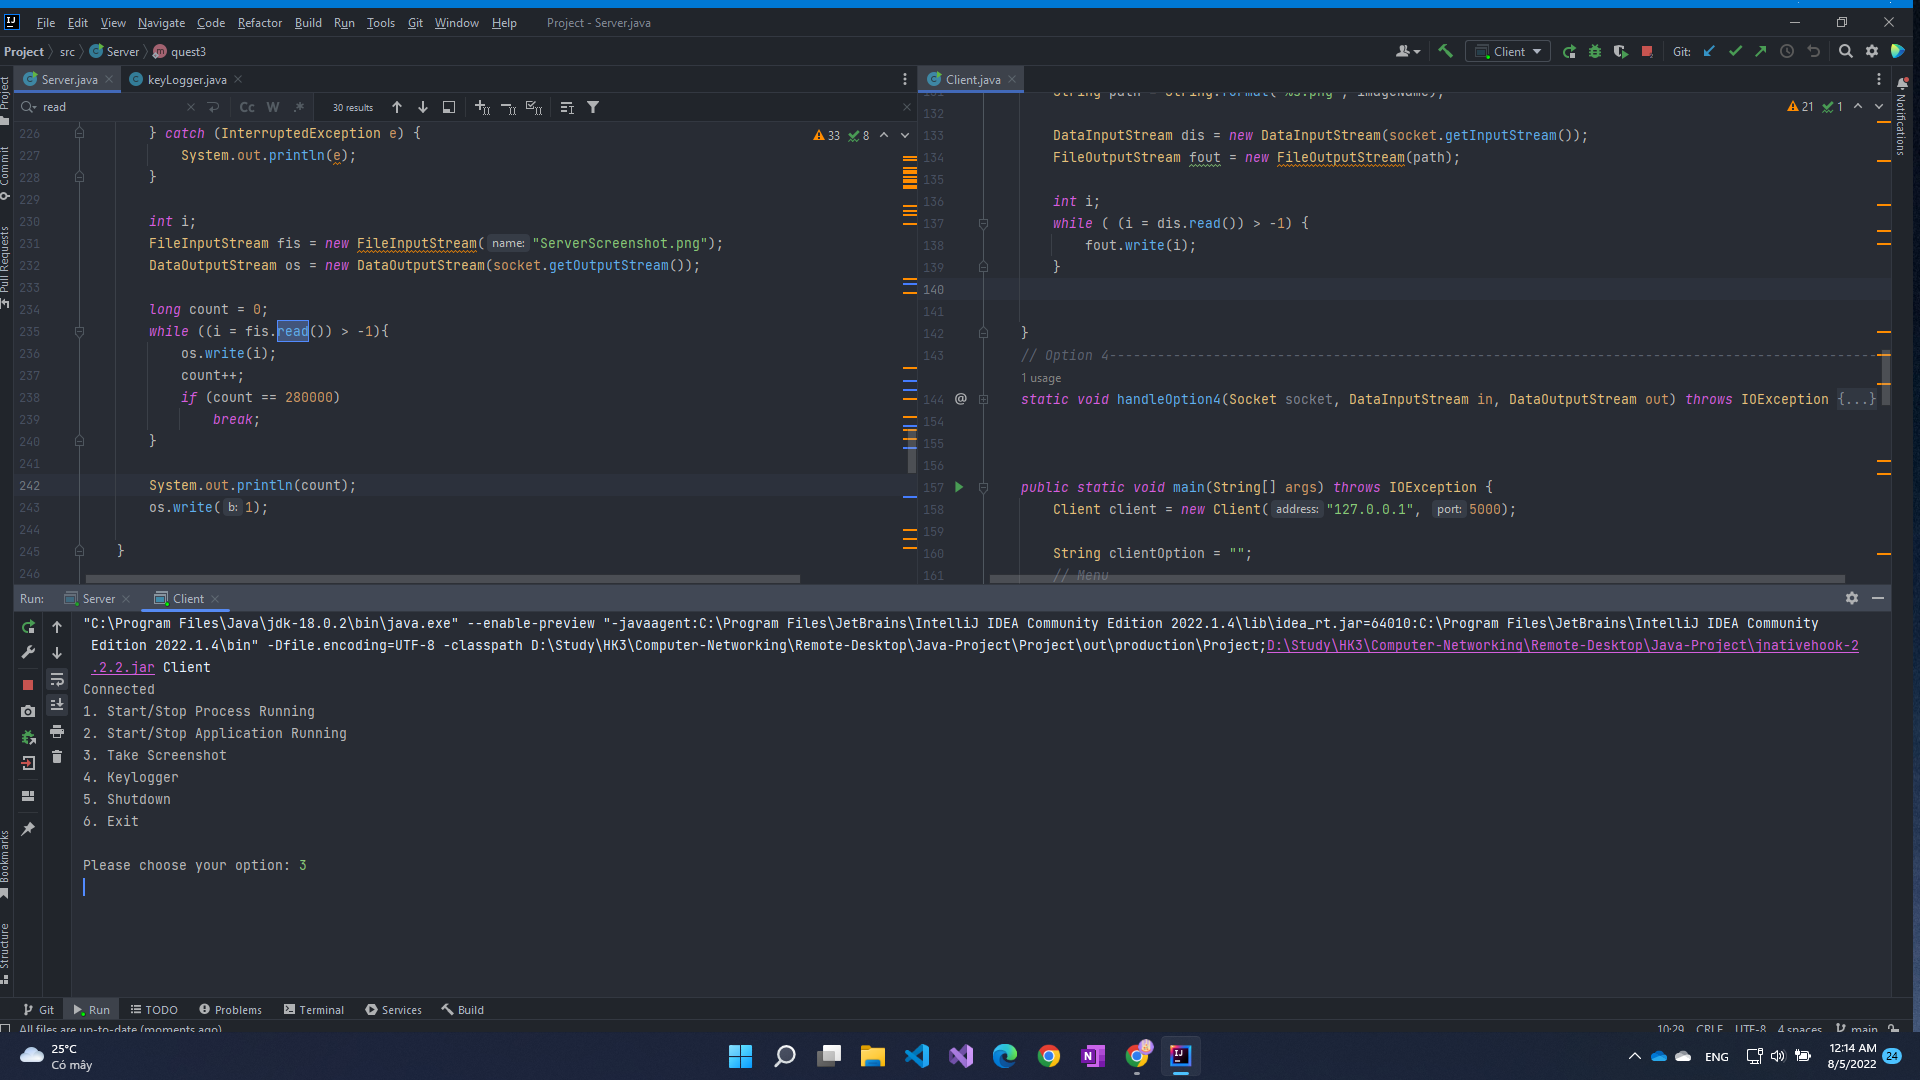 File Edit View Navigate Code Refactor Build Run Tools Git Window Help Project - Server.java
Project src Server quest3 Client Git:
Server.java keyLogger.java
read Cc W .* 30 results
33 8
226 } catch (InterruptedException e) {
227 System.out.println(e);
228 }
229
230 int i;
231 FileInputStream fis = new FileInputStream( name: "ServerScreenshot.png");
232 DataOutputStream os = new DataOutputStream(socket.getOutputStream());
233
234 long count = 0;
235 while ((i = fis.read()) > -1){
236 os.write(i);
237 count++;
238 if (count == 280000)
239 break;
240 }
241
242 System.out.println(count);
243 os.write( b: 1);
244
245 }
246
Client.java
21 1
131 String path = String.format("%s.png", imageName);
132
133 DataInputStream dis = new DataInputStream(socket.getInputStream());
134 FileOutputStream fout = new FileOutputStream(path);
135
136 int i;
137 while ( (i = dis.read()) > -1) {
138 fout.write(i);
139 }
140
141
142 }
143 // Option 4------------------------------------------------------------------------------------------------
1 usage
144 @ static void handleOption4(Socket socket, DataInputStream in, DataOutputStream out) throws IOException {...}
154
155
156
157 public static void main(String[] args) throws IOException {
158 Client client = new Client( address: "127.0.0.1", port: 5000);
159
160 String clientOption = "";
161 // Menu
Project
Commit
Pull Requests
Bookmarks
Structure
Notifications
Run: Server Client
"C:\Program Files\Java\jdk-18.0.2\bin\java.exe" --enable-preview "-javaagent:C:\Program Files\JetBrains\IntelliJ IDEA Community Edition 2022.1.4\lib\idea_rt.jar=64010:C:\Program Files\JetBrains\IntelliJ IDEA Community
Edition 2022.1.4\bin" -Dfile.encoding=UTF-8 -classpath D:\Study\HK3\Computer-Networking\Remote-Desktop\Java-Project\Project\out\production\Project;D:\Study\HK3\Computer-Networking\Remote-Desktop\Java-Project\jnativehook-2
.2.2.jar Client
Connected
1. Start/Stop Process Running
2. Start/Stop Application Running
3. Take Screenshot
4. Keylogger
5. Shutdown
6. Exit
Please choose your option: 3
Git Run TODO Problems Terminal Services Build
All files are up-to-date (moments ago) 10:29 CRLF UTF-8 4 spaces main
25°C
Có mây
ENG
12:14 AM
8/5/2022
24